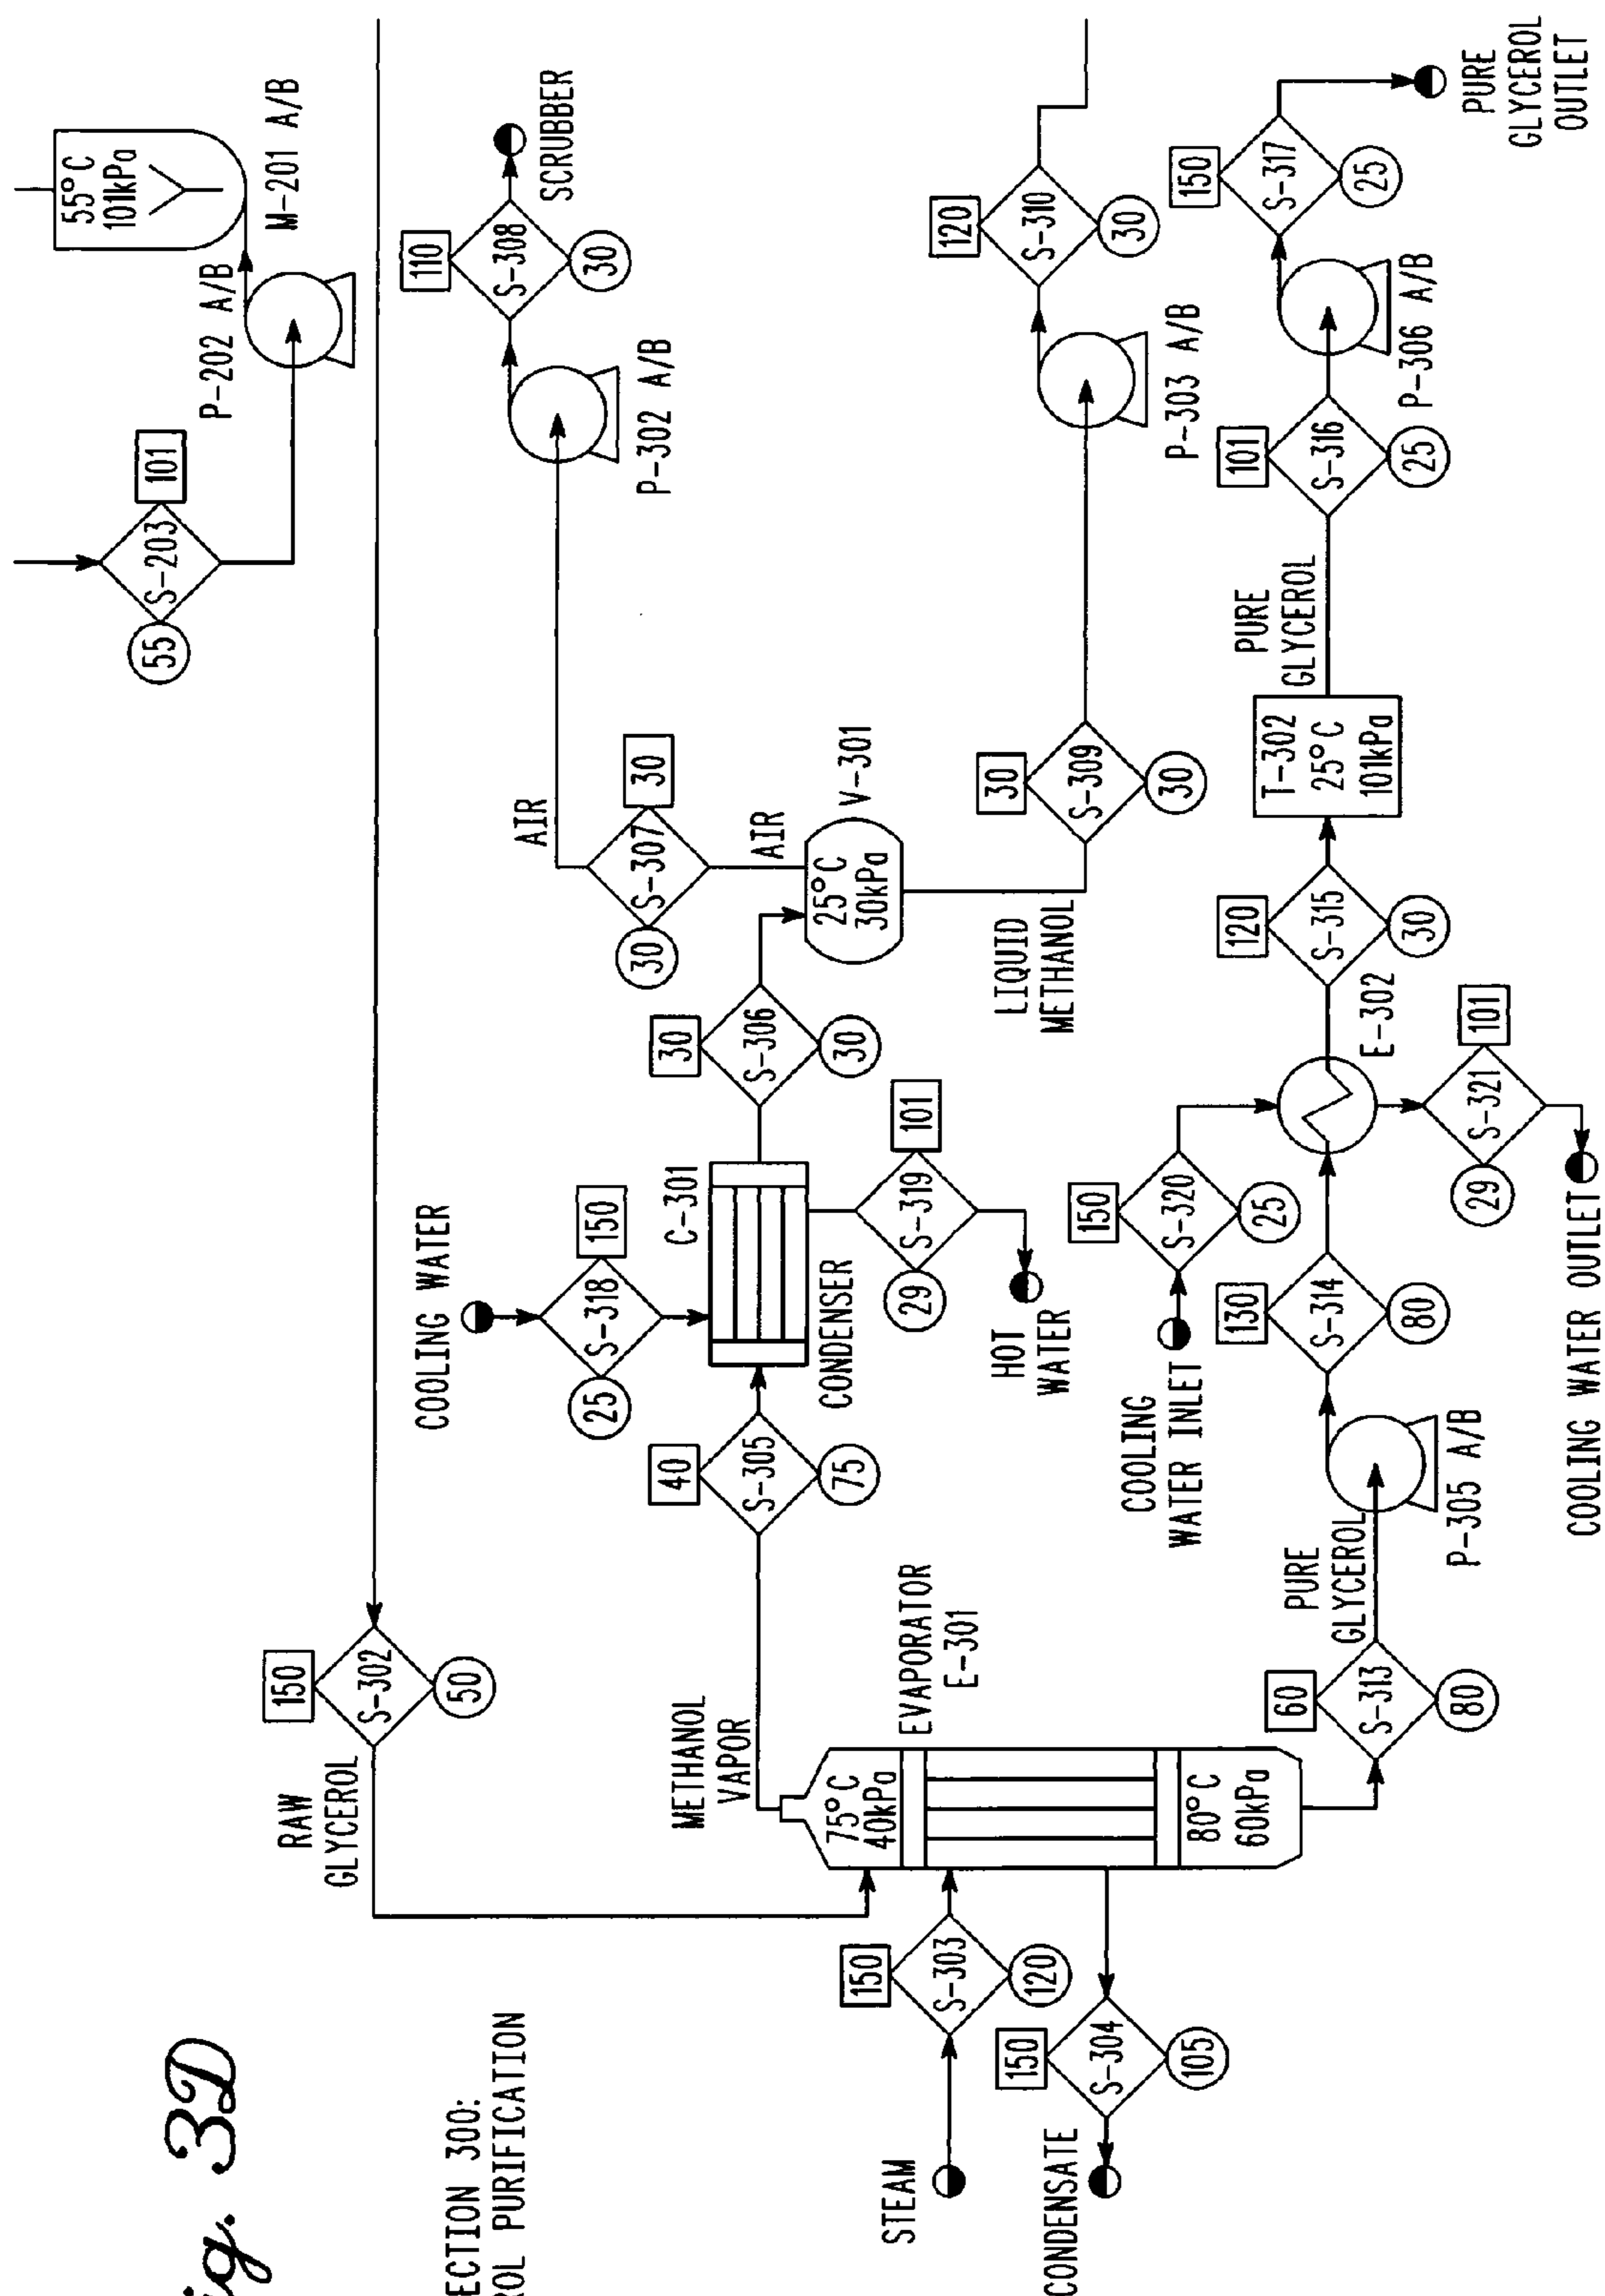 Fig. 3D
ECTION 300:
ROL PURIFICATION
55
S-203
101
P-202 A/B
55°C
101kPa
M-201 A/B
RAW
GLYCEROL
150
S-302
50
STEAM
150
S-303
120
CONDENSATE
150
S-304
105
75°C
40kPa
80°C
60kPa
EVAPORATOR
E-301
METHANOL
VAPOR
40
S-305
75
COOLING WATER
25
S-318
150
C-301
CONDENSER
29
S-319
101
HOT
WATER
30
S-306
30
25°C
30kPa
V-301
AIR
30
S-307
30
AIR
P-302 A/B
110
S-308
30
SCRUBBER
LIQUID
METHANOL
30
S-309
30
P-303 A/B
120
S-310
30
60
S-313
80
PURE
GLYCEROL
P-305 A/B
130
S-314
80
COOLING
WATER INLET
150
S-320
25
E-302
29
S-321
101
COOLING WATER OUTLET
120
S-315
30
T-302
25°C
101kPa
PURE
GLYCEROL
101
S-316
25
P-306 A/B
150
S-317
25
PURE
GLYCEROL
OUTLET